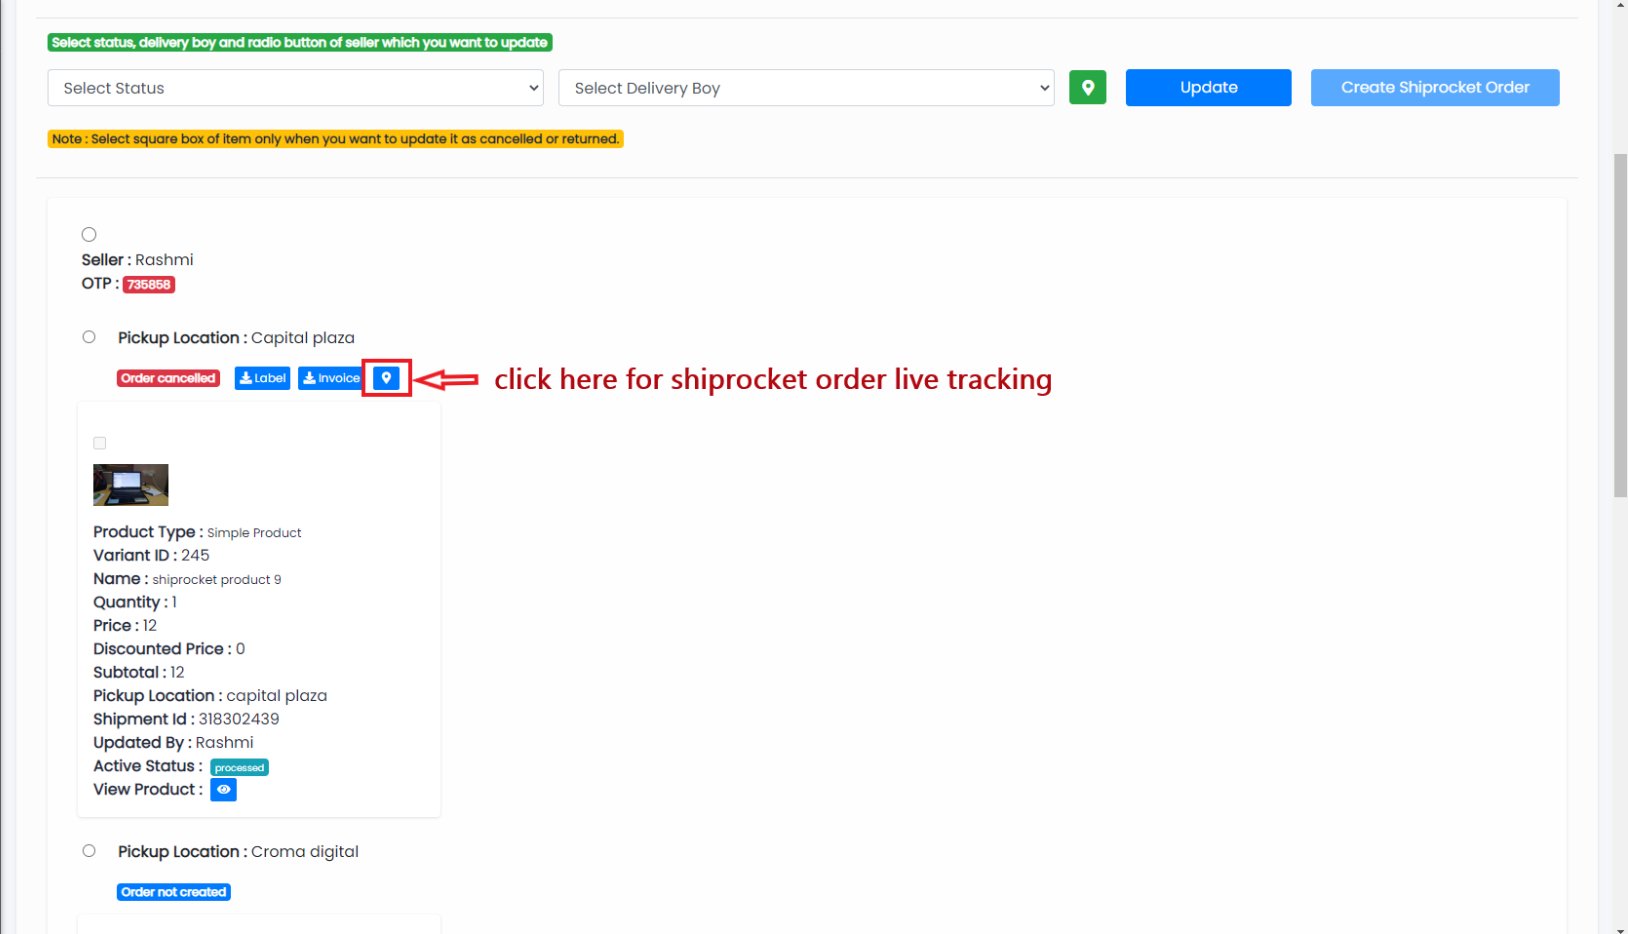 Select status, delivery boy and radio button of seller which you want to update
Select Status Select Delivery Boy Update Create Shiprocket Order
Note : Select square box of item only when you want to update it as cancelled or returned.
Seller : Rashmi
OTP : 735858
Pickup Location : Capital plaza
Order cancelled Label Invoice click here for shiprocket order live tracking
Product Type : Simple Product
Variant ID : 245
Name : shiprocket product 9
Quantity : 1
Price : 12
Discounted Price : 0
Subtotal : 12
Pickup Location : capital plaza
Shipment Id : 318302439
Updated By : Rashmi
Active Status : processed
View Product :
Pickup Location : Croma digital
Order not created